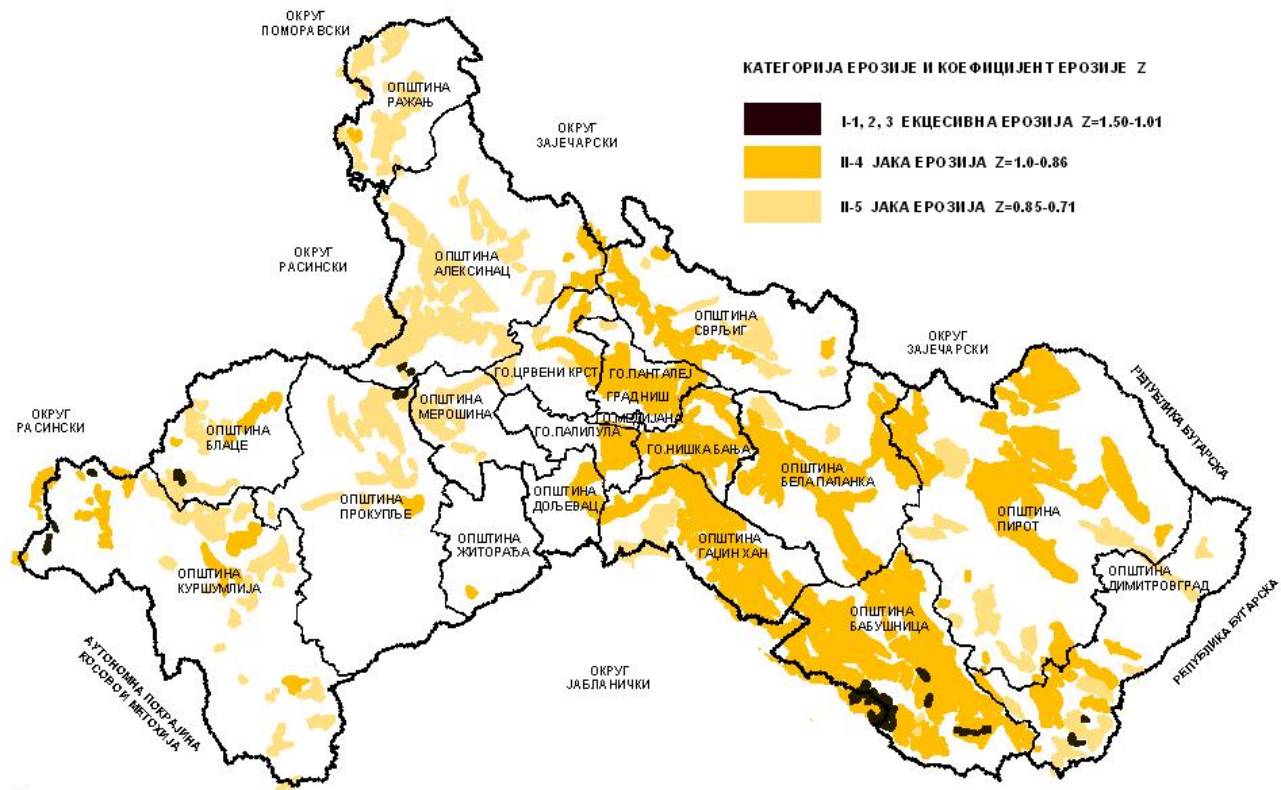 ОКРУГ
ПОМОРАВСКИ
ОПШТИНА
РАЖАЊ
КАТЕГОРИЈА ЕРОЗИЈЕ И КОЕФИЦИЈЕНТ ЕРОЗИЈЕ Z
I-1, 2, 3 ЕКЦЕСИВНА ЕРОЗИЈА Z=1.50-1.01
II-4 ЈАКА ЕРОЗИЈА Z=1.0-0.86
II-5 ЈАКА ЕРОЗИЈА Z=0.85-0.71
ОКРУГ
ЗАЈЕЧАРСКИ
ОКРУГ
РАСИНСКИ
ОПШТИНА
АЛЕКСИНАЦ
ОПШТИНА
СВРЉИГ
ОКРУГ
ЗАЈЕЧАРСКИ
РЕПУБЛИКА БУГАРСКА
ГО.ЦРВЕНИ КРСТ
ГО.ПАНТАЛЕЈ
ГРАД НИШ
ГО.МЕДИЈАНА
ГО.ПАЛИЛУЛА
ГО.НИШКА БАЊА
ОПШТИНА
МЕРОШИНА
ОКРУГ
РАСИНСКИ
ОПШТИНА
БЛАЦЕ
ОПШТИНА
ПРОКУПЉЕ
ОПШТИНА
ДОЉЕВАЦ
ОПШТИНА
ЖИТОРАЂА
ОПШТИНА
ГАЏИН ХАН
ОПШТИНА
БЕЛА ПАЛАНКА
ОПШТИНА
ПИРОТ
ОПШТИНА
ДИМИТРОВГРАД
ОПШТИНА
КУРШУМЛИЈА
ОПШТИНА
БАБУШНИЦА
РЕПУБЛИКА БУГАРСКА
ОКРУГ
ЈАБЛАНИЧКИ
АУТОНОМНА ПОКРАЈИНА
КОСОВО И МЕТОХИЈА